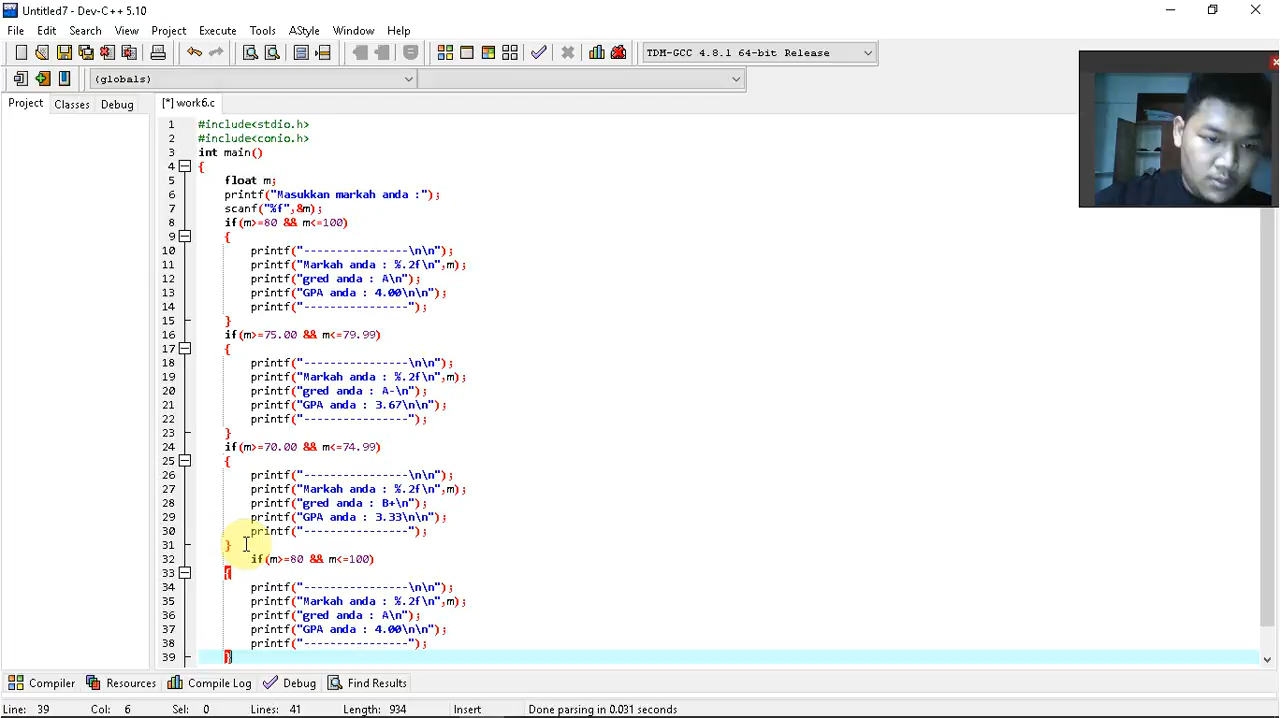 Untitled7 - Dev-C++ 5.10
File Edit Search View Project Execute Tools AStyle Window Help
TDM-GCC 4.8.1 64-bit Release
(globals)
Project Classes Debug [*] work6.c
1 #include<stdio.h>
2 #include<conio.h>
3 int main()
4 {
5 float m;
6 printf("Masukkan markah anda :");
7 scanf("%f",&m);
8 if(m>=80 && m<=100)
9 {
10 printf("----------------\n\n");
11 printf("Markah anda : %.2f\n",m);
12 printf("gred anda : A\n");
13 printf("GPA anda : 4.00\n\n");
14 printf("----------------");
15 }
16 if(m>=75.00 && m<=79.99)
17 {
18 printf("----------------\n\n");
19 printf("Markah anda : %.2f\n",m);
20 printf("gred anda : A-\n");
21 printf("GPA anda : 3.67\n\n");
22 printf("----------------");
23 }
24 if(m>=70.00 && m<=74.99)
25 {
26 printf("----------------\n\n");
27 printf("Markah anda : %.2f\n",m);
28 printf("gred anda : B+\n");
29 printf("GPA anda : 3.33\n\n");
30 printf("----------------");
31 }
32 if(m>=80 && m<=100)
33 {
34 printf("----------------\n\n");
35 printf("Markah anda : %.2f\n",m);
36 printf("gred anda : A\n");
37 printf("GPA anda : 4.00\n\n");
38 printf("----------------");
39 }
Compiler Resources Compile Log Debug Find Results
Line: 39 Col: 6 Sel: 0 Lines: 41 Length: 934 Insert Done parsing in 0.031 seconds